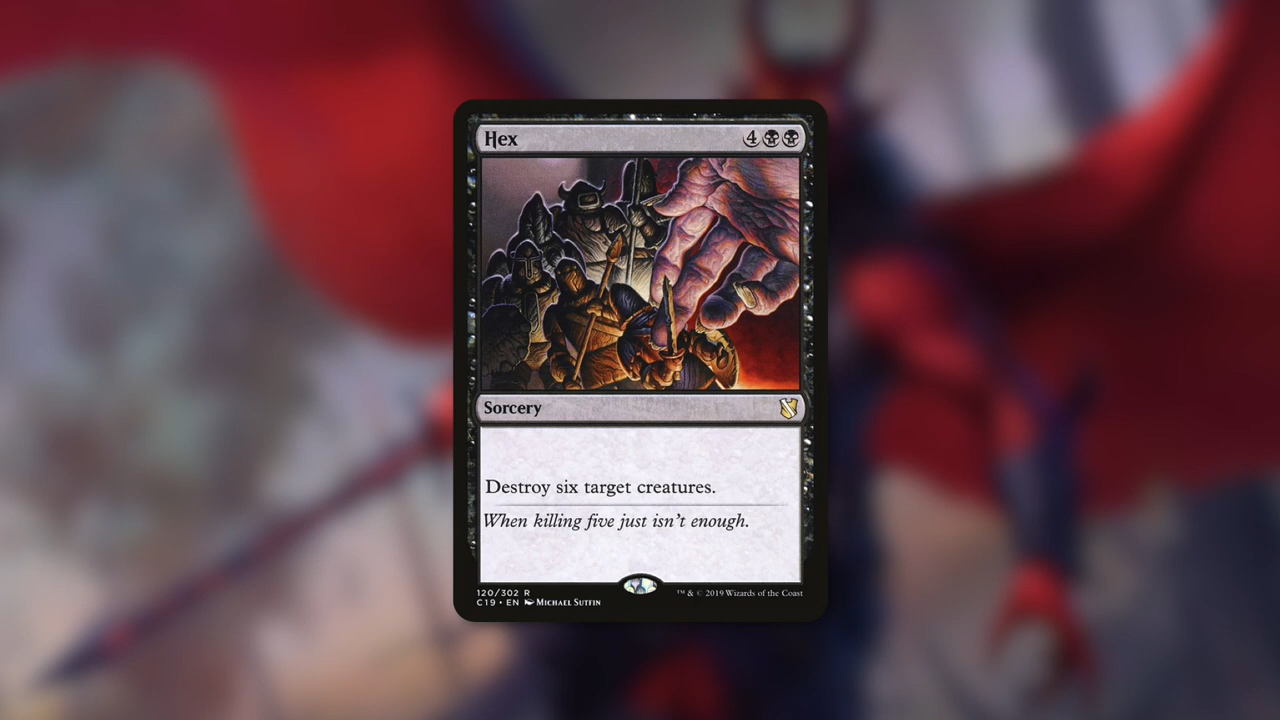 Hex 4
Sorcery
Destroy six target creatures.
When killing five just isn't enough.
120/302 R
C19 • EN Michael Sutfin
™ & © 2019 Wizards of the Coast